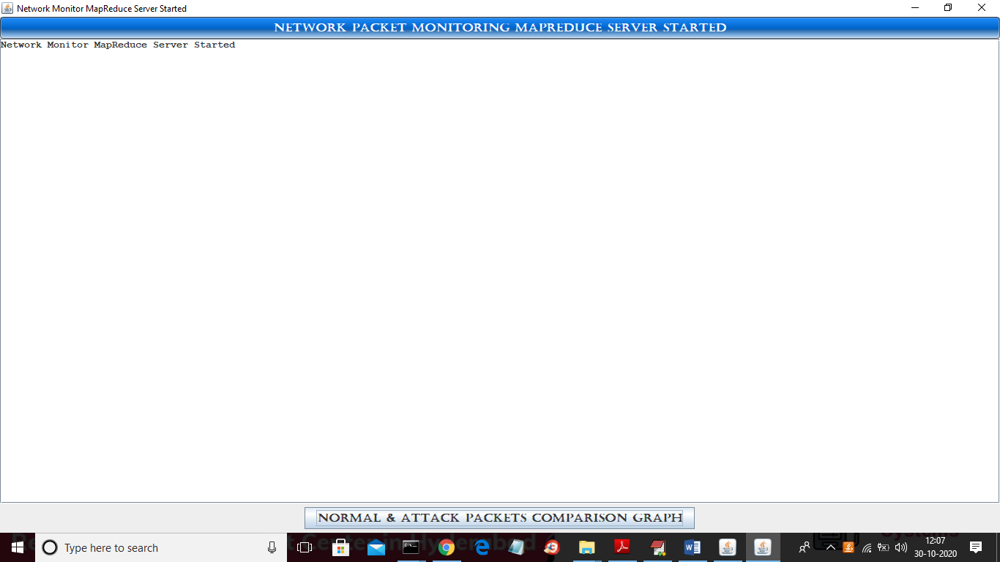 Network Monitor MapReduce Server Started
NETWORK PACKET MONITORING MAPREDUCE SERVER STARTED
Network Monitor MapReduce Server Started
NORMAL & ATTACK PACKETS COMPARISON GRAPH
Type here to search
12:07
30-10-2020